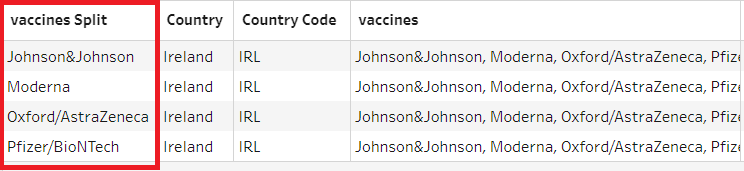 vaccines Split Country Country Code vaccines
Johnson&Johnson Ireland IRL Johnson&Johnson, Moderna, Oxford/AstraZeneca, Pfize
Moderna Ireland IRL Johnson&Johnson, Moderna, Oxford/AstraZeneca, Pfize
Oxford/AstraZeneca Ireland IRL Johnson&Johnson, Moderna, Oxford/AstraZeneca, Pfize
Pfizer/BioNTech Ireland IRL Johnson&Johnson, Moderna, Oxford/AstraZeneca, Pfize